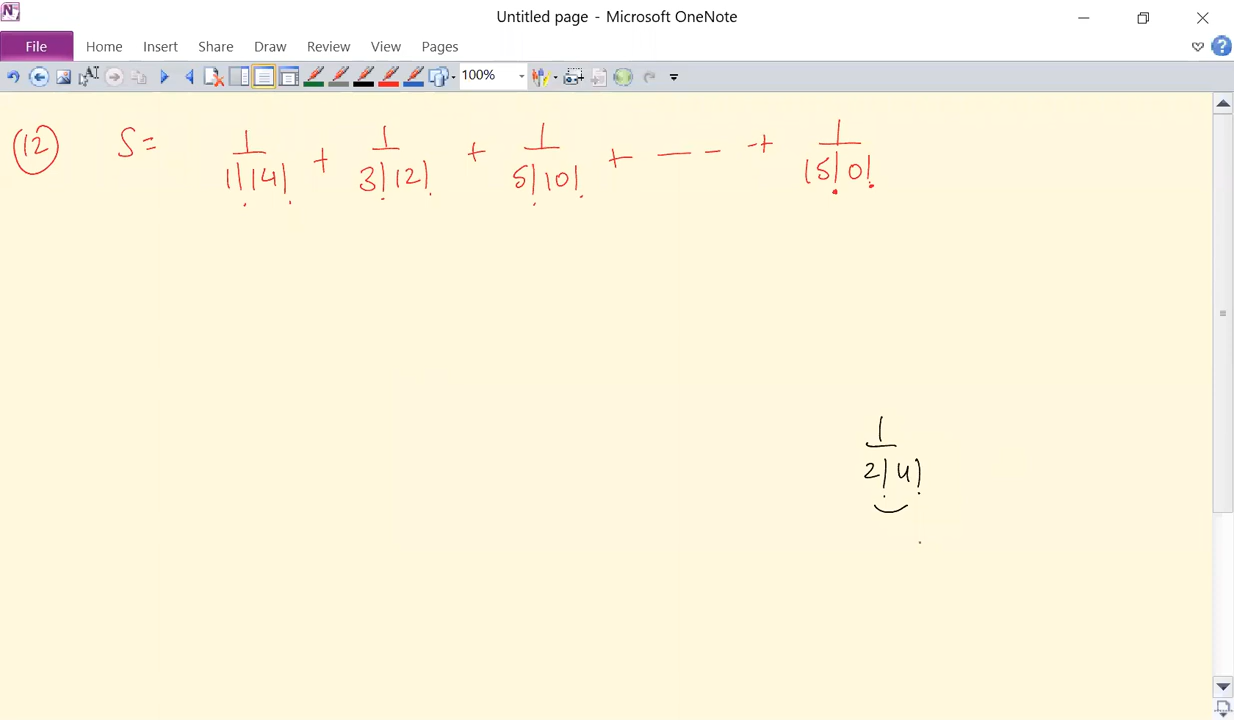 Untitled page - Microsoft OneNote
File Home Insert Share Draw Review View Pages
100%
(12) S = 1/1!14! + 1/3!12! + 1/5!10! + - - - + 1/15!0!
1/2!4!